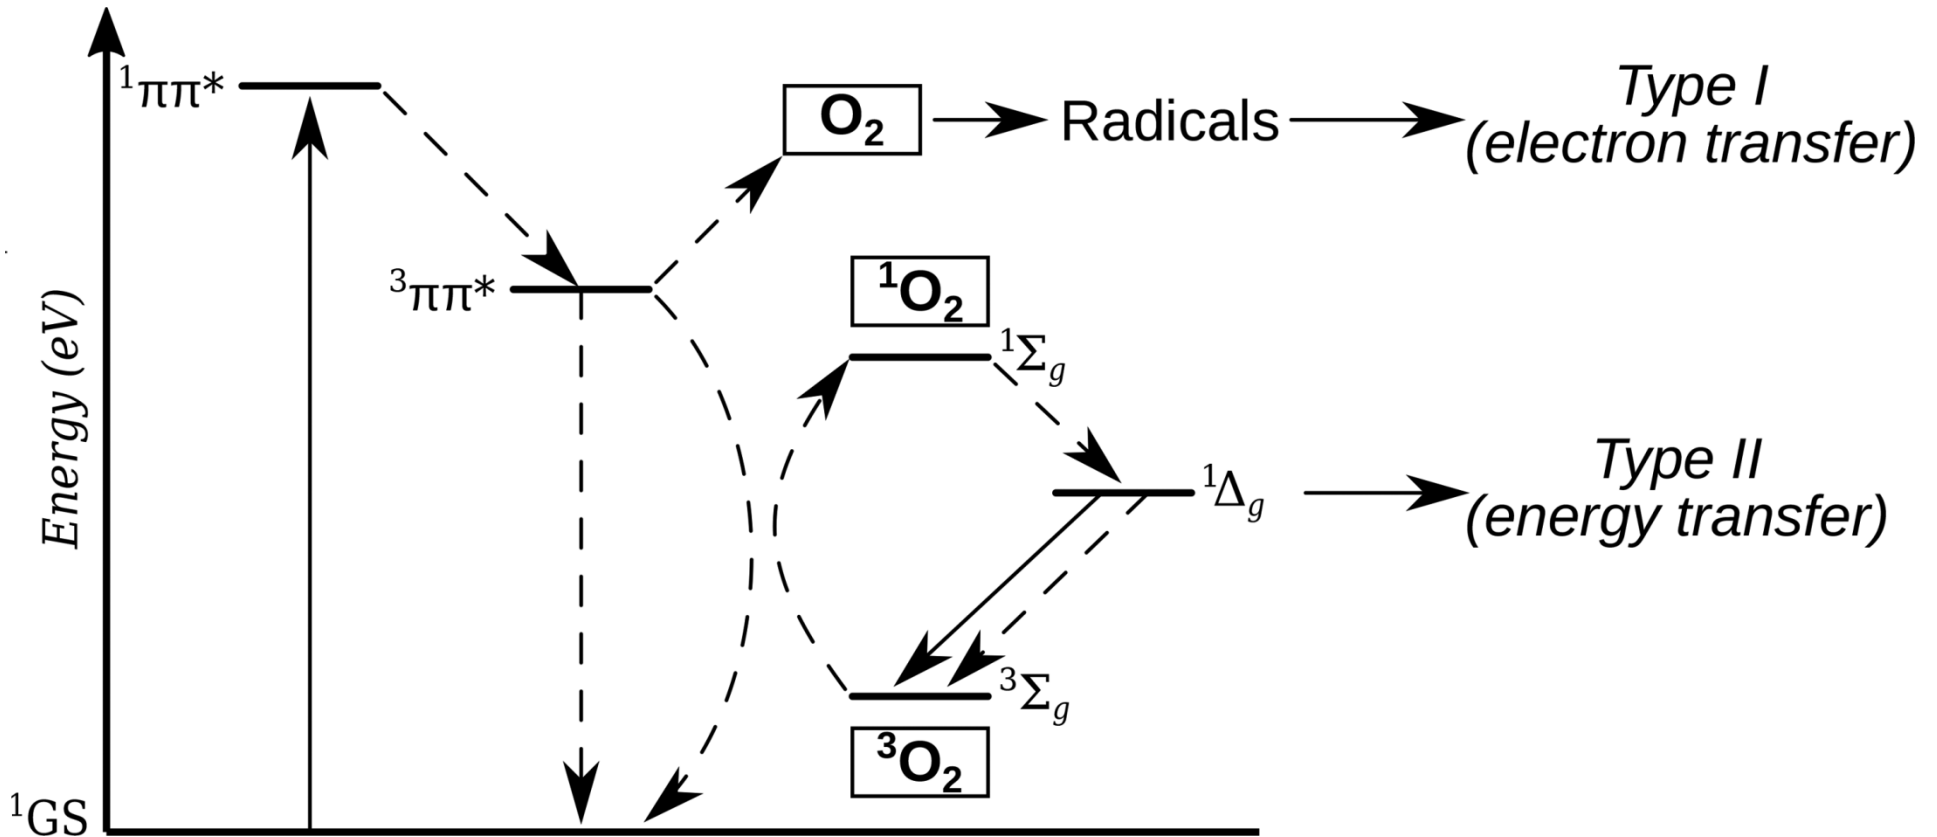 ¹ππ*
O₂
Radicals
Type I
(electron transfer)
³ππ*
¹O₂
¹Σg
Energy (eV)
¹Δg
Type II
(energy transfer)
³Σg
³O₂
¹GS